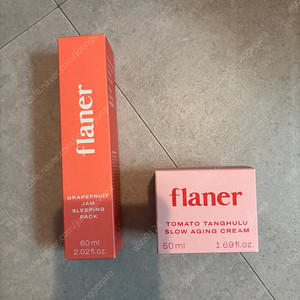 flaner
GRAPEFRUIT
JAM
SLEEPING
PACK
60 ml
2.02 fl.oz.
flaner
TOMATO TANGHULU
SLOW AGING CREAM
50 ml 1.69 fl.oz.